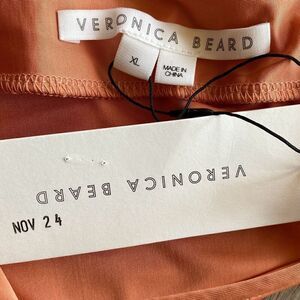 VERONICA BEARD
XL
MADE IN
CHINA
VERONICA BEARD
NOV 24